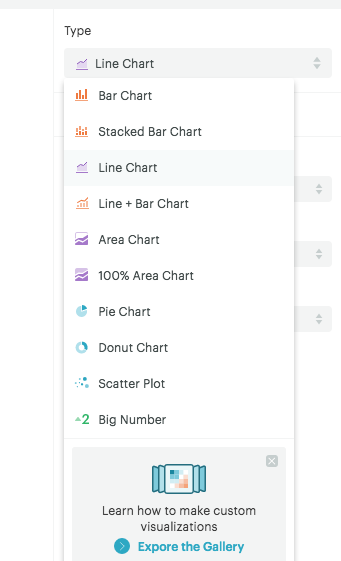 Type
Line Chart
Bar Chart
Stacked Bar Chart
Line Chart
Line + Bar Chart
Area Chart
100% Area Chart
Pie Chart
Donut Chart
Scatter Plot
2 Big Number
Learn how to make custom
visualizations
Expore the Gallery